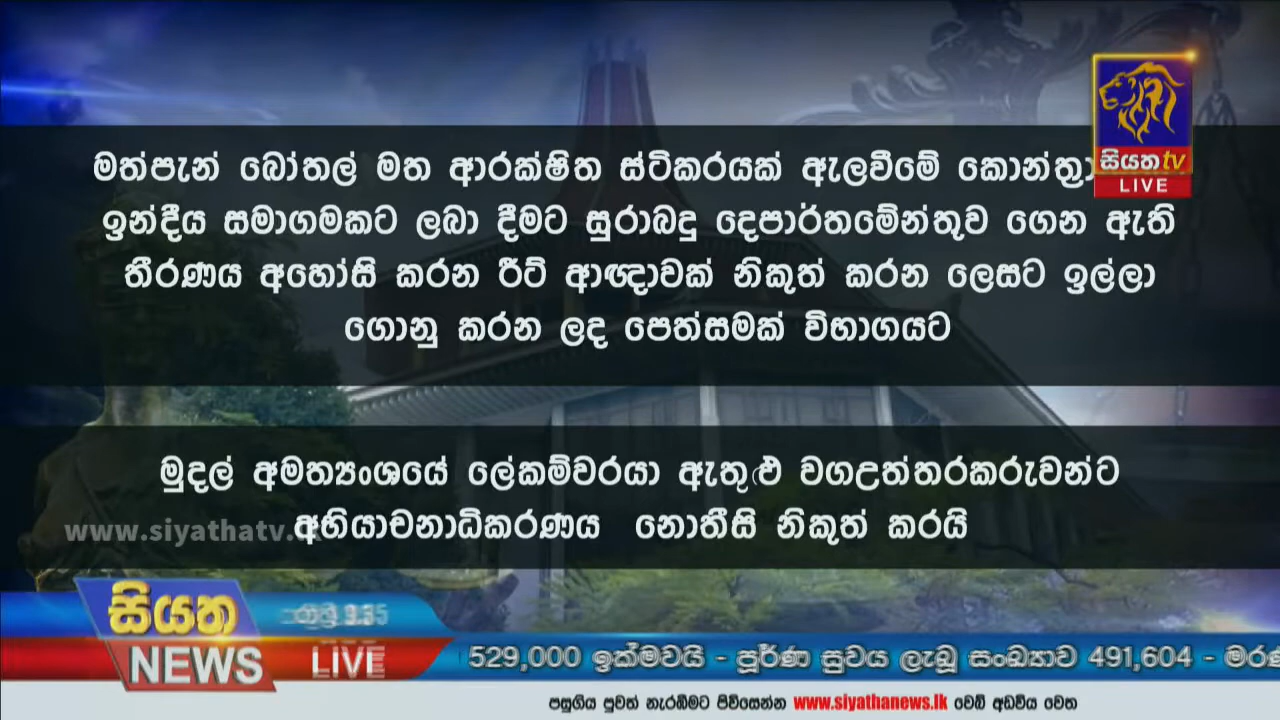 මත්පැන් බෝතල් මත ආරක්ෂිත ස්ටිකරයක් ඇලවීමේ
ඉන්දීය සමාගමකට ලබා දීමට සුරාබදු දෙපාර්තමේන්තුව ගෙන ඇති
තීරණය අහෝසි කරන රීට් ආඥාවක් නිකුත් කරන ලෙසට ඉල්ලා
ගොනු කරන ලද පෙත්සමක් විභාගයට
සියත tv
LIVE
මුදල් අමත්‍යංශයේ ලේකම්වරයා ඇතුළු වගඋත්තරකරුවන්ට
අභියාචනාධිකරණය නොතීසි නිකුත් කරයි
www.siyathatv.
සියත
NEWS LIVE
529,000 ඉක්මවයි - පූර්ණ සුවය ලැබූ සංඛ්‍යාව 491,604 - මරණ
පසුගිය පුවත් නැරඹීමට පිවිසෙන්න www.siyathanews.lk වෙබ් අඩවිය වෙත